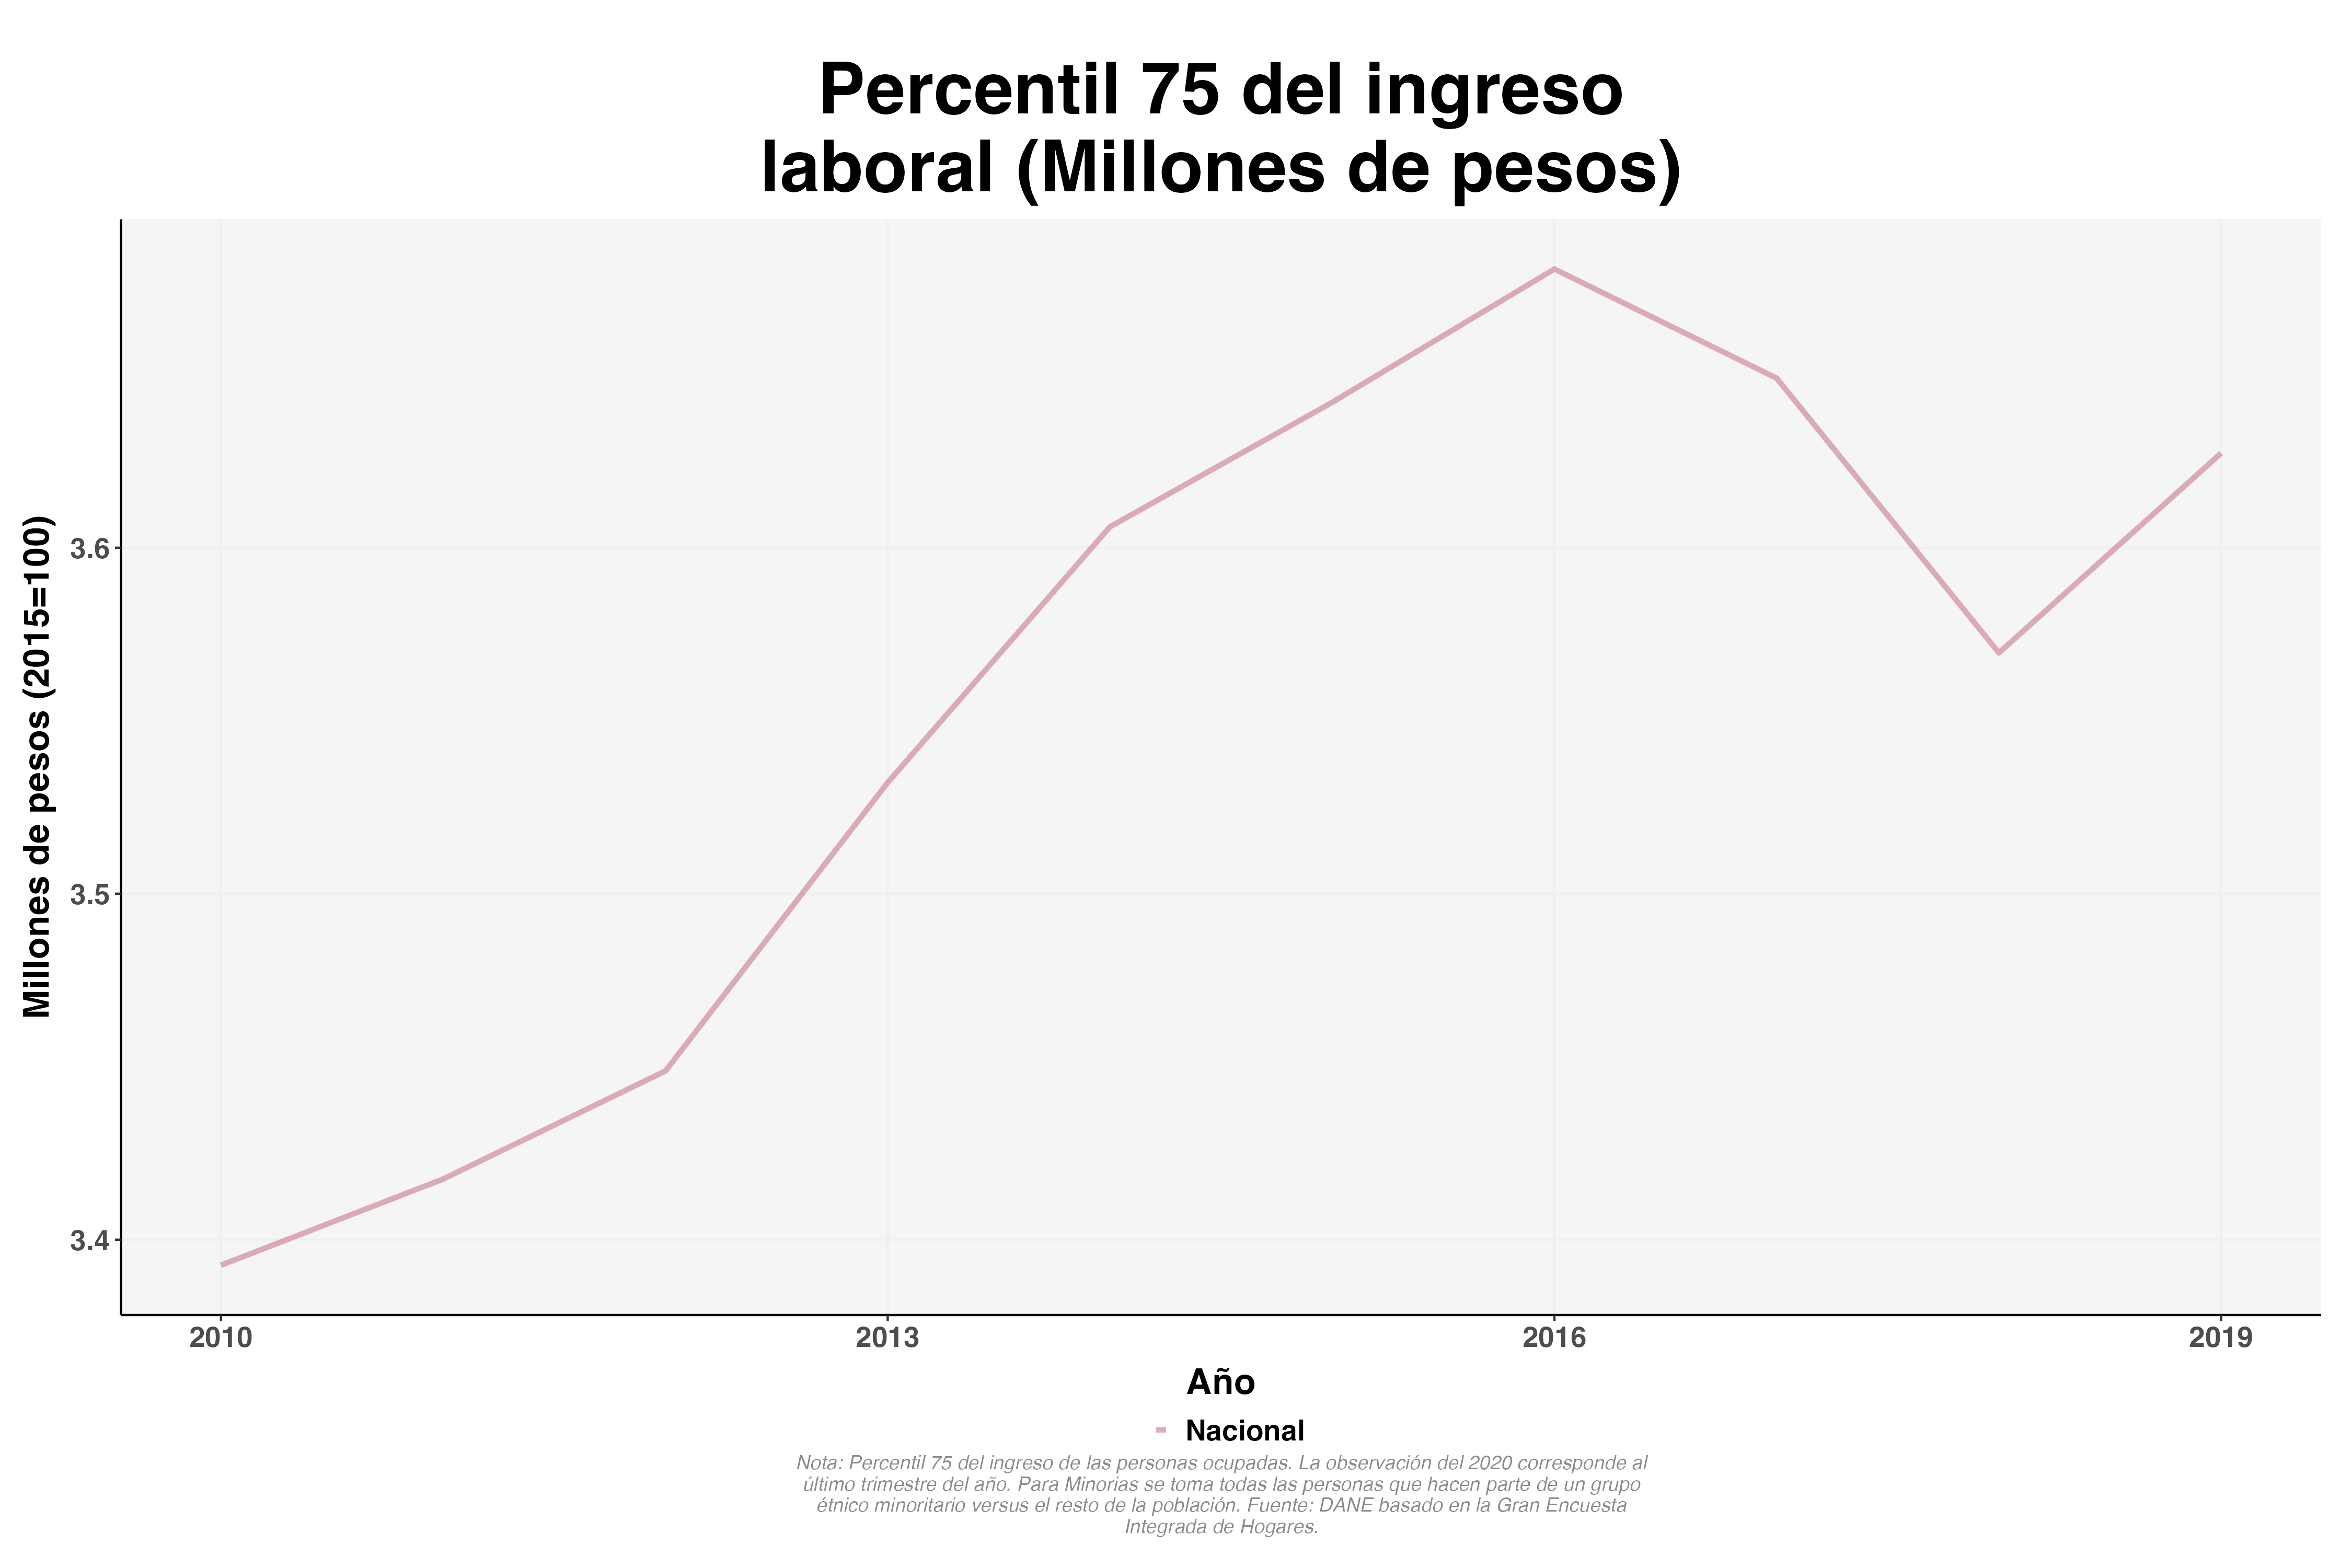 Percentil 75 del ingreso
laboral (Millones de pesos)
Millones de pesos (2015=100)
3.6
3.5
3.4
2010
2013
2016
2019
Año
Nacional
Nota: Percentil 75 del ingreso de las personas ocupadas. La observación del 2020 corresponde al
último trimestre del año. Para Minorias se toma todas las personas que hacen parte de un grupo
étnico minoritario versus el resto de la población. Fuente: DANE basado en la Gran Encuesta
Integrada de Hogares.